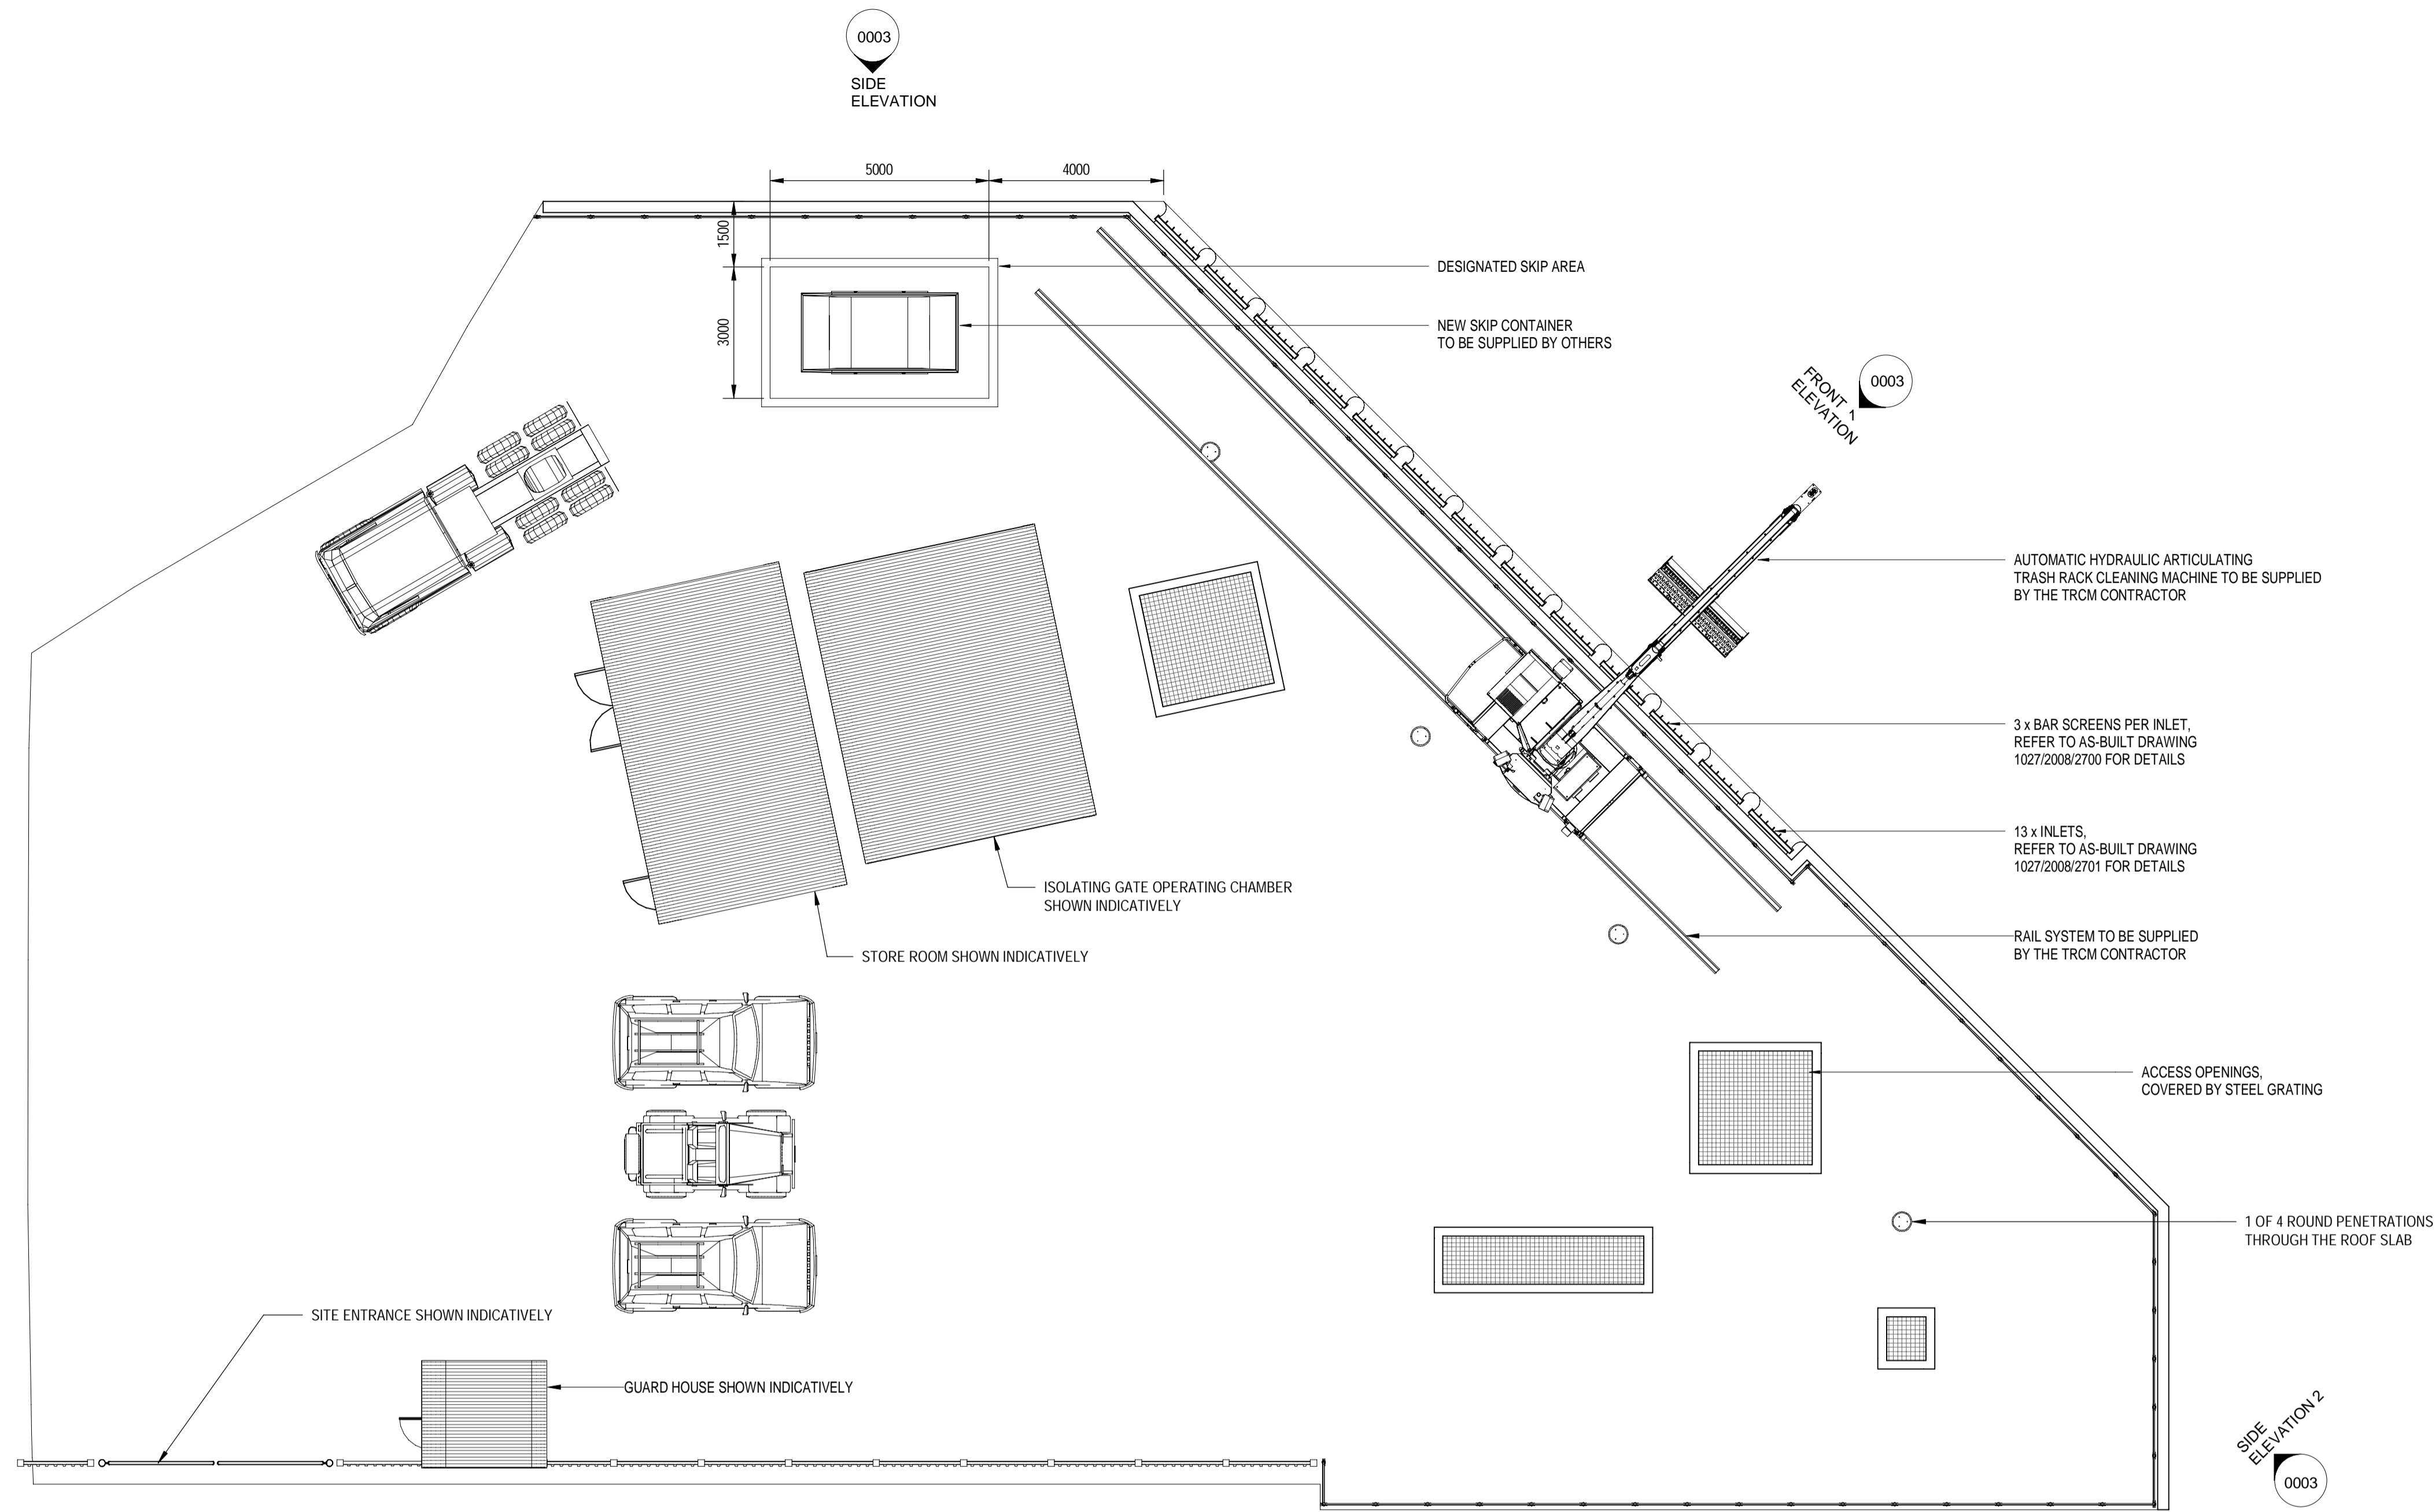 0003
SIDE
ELEVATION
5000
4000
1500
3000
DESIGNATED SKIP AREA
NEW SKIP CONTAINER
TO BE SUPPLIED BY OTHERS
0003
FRONT 1
ELEVATION
AUTOMATIC HYDRAULIC ARTICULATING
TRASH RACK CLEANING MACHINE TO BE SUPPLIED
BY THE TRCM CONTRACTOR
3 x BAR SCREENS PER INLET,
REFER TO AS-BUILT DRAWING
1027/2008/2700 FOR DETAILS
13 x INLETS,
REFER TO AS-BUILT DRAWING
1027/2008/2701 FOR DETAILS
ISOLATING GATE OPERATING CHAMBER
SHOWN INDICATIVELY
RAIL SYSTEM TO BE SUPPLIED
BY THE TRCM CONTRACTOR
STORE ROOM SHOWN INDICATIVELY
ACCESS OPENINGS,
COVERED BY STEEL GRATING
1 OF 4 ROUND PENETRATIONS
THROUGH THE ROOF SLAB
SITE ENTRANCE SHOWN INDICATIVELY
GUARD HOUSE SHOWN INDICATIVELY
SIDE
ELEVATION 2
0003